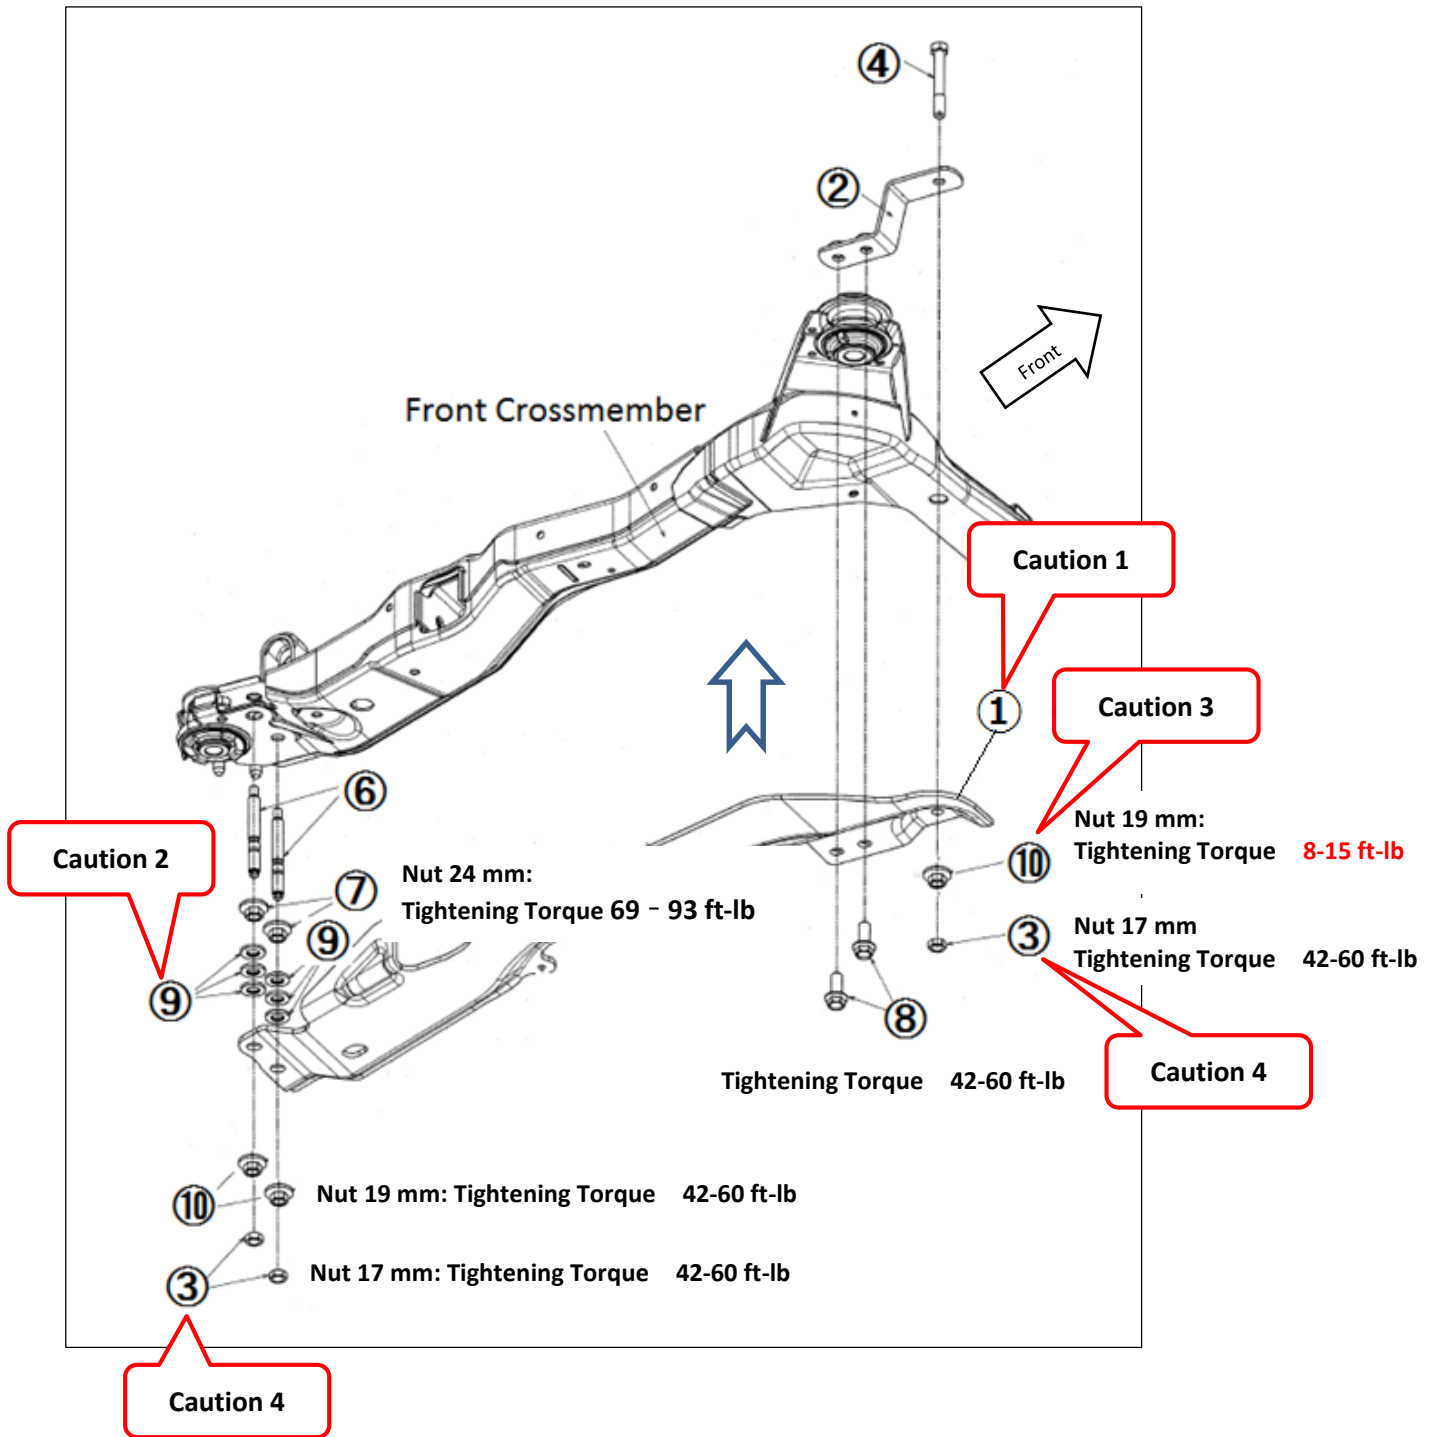 ④
②
Front
Front Crossmember
Caution 1
①
Caution 3
⑥
Nut 19 mm:
Tightening Torque 8-15 ft-lb
Caution 2
⑩
Nut 24 mm:
Tightening Torque 69 – 93 ft-lb
⑦
⑨
③
Nut 17 mm
Tightening Torque 42-60 ft-lb
⑨
⑧
Tightening Torque 42-60 ft-lb
Caution 4
⑩
Nut 19 mm: Tightening Torque 42-60 ft-lb
③
Nut 17 mm: Tightening Torque 42-60 ft-lb
Caution 4